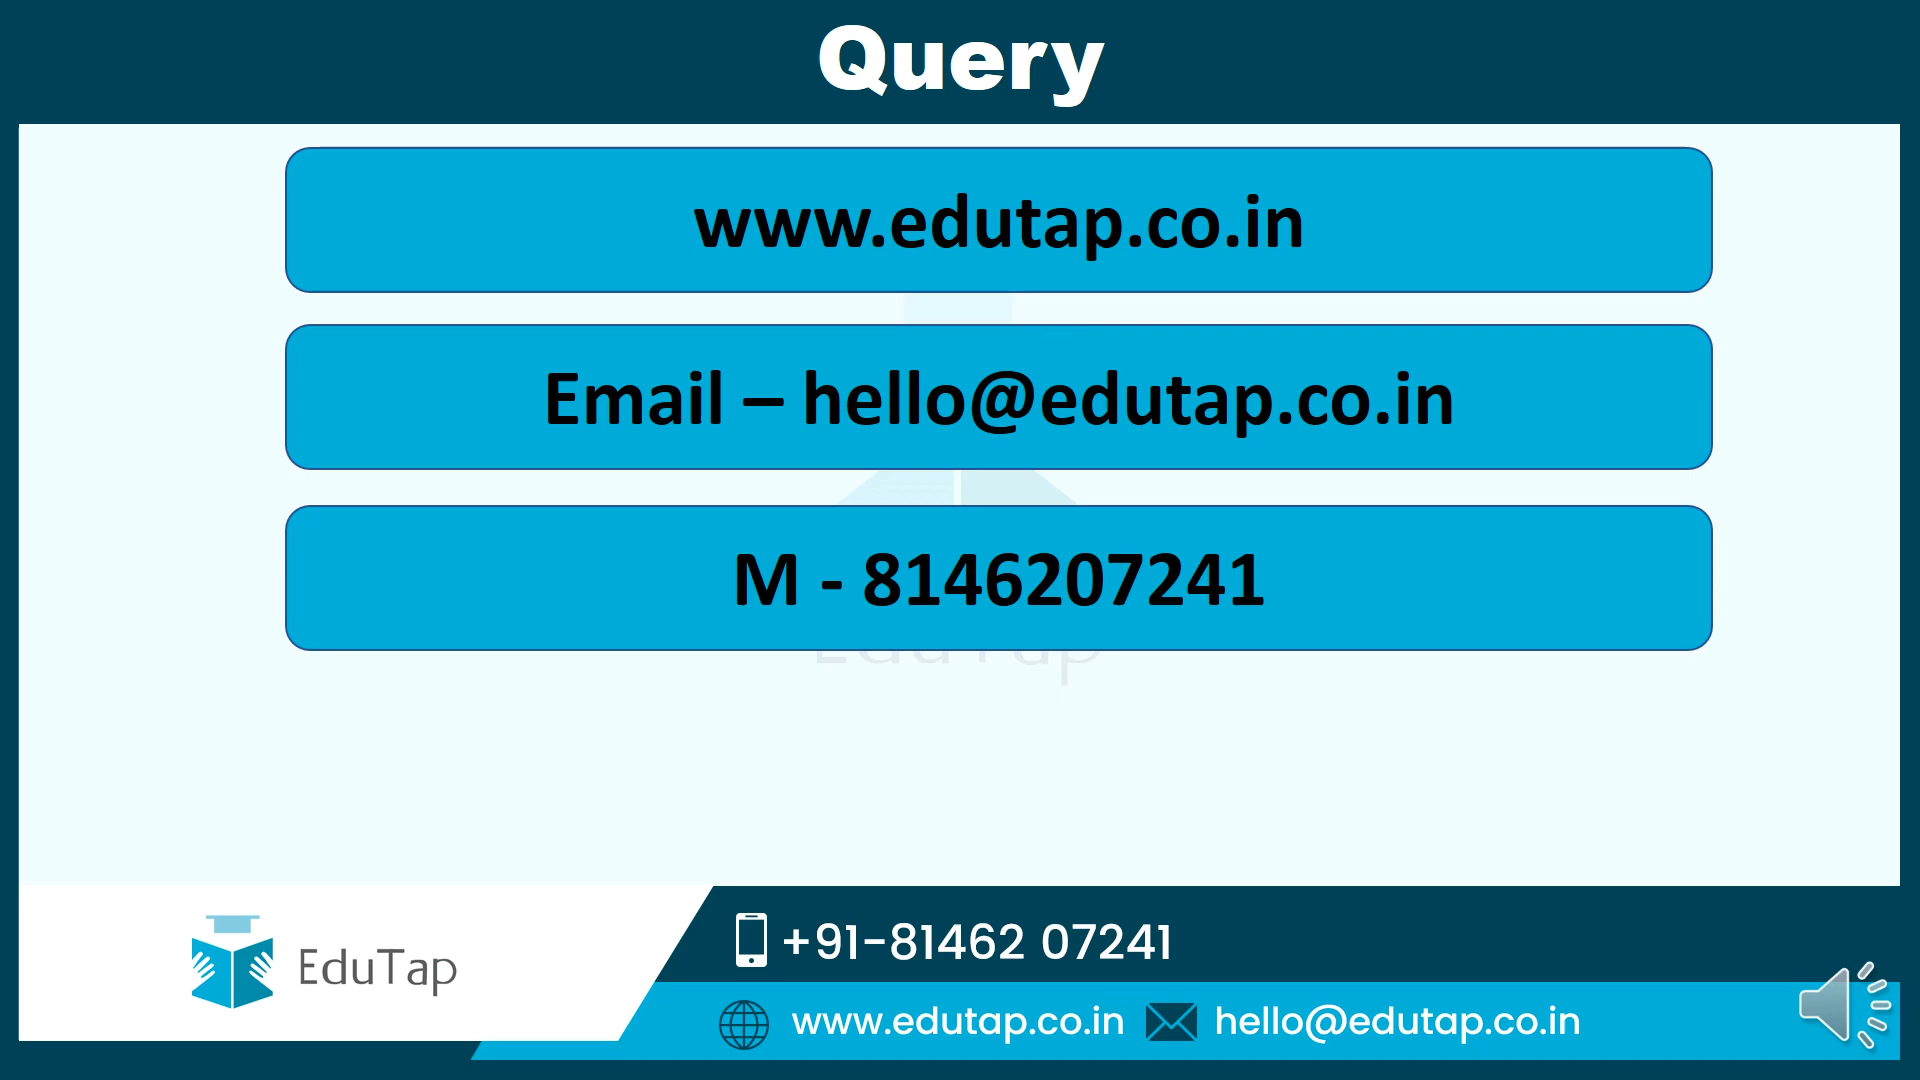 Query
www.edutap.co.in
Email – hello@edutap.co.in
M - 8146207241
EduTap
EduTap
+91-81462 07241
www.edutap.co.in hello@edutap.co.in